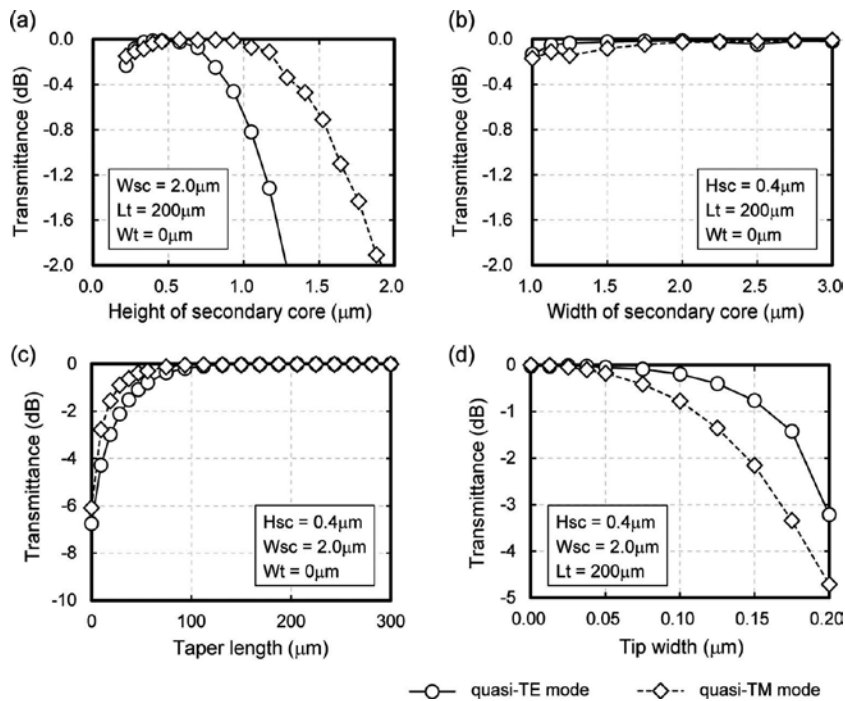 (a)
Transmittance (dB)
0.0
-0.4
-0.8
-1.2
-1.6
-2.0
Wsc = 2.0μm
Lt = 200μm
Wt = 0μm
0.0 0.5 1.0 1.5 2.0
Height of secondary core (μm)
(b)
Transmittance (dB)
0.0
-0.4
-0.8
-1.2
-1.6
-2.0
Hsc = 0.4μm
Lt = 200μm
Wt = 0μm
1.0 1.5 2.0 2.5 3.0
Width of secondary core (μm)
(c)
Transmittance (dB)
0
-2
-4
-6
-8
-10
Hsc = 0.4μm
Wsc = 2.0μm
Wt = 0μm
0 100 200 300
Taper length (μm)
(d)
Transmittance (dB)
0
-1
-2
-3
-4
-5
Hsc = 0.4μm
Wsc = 2.0μm
Lt = 200μm
0.00 0.05 0.10 0.15 0.20
Tip width (μm)
quasi-TE mode quasi-TM mode